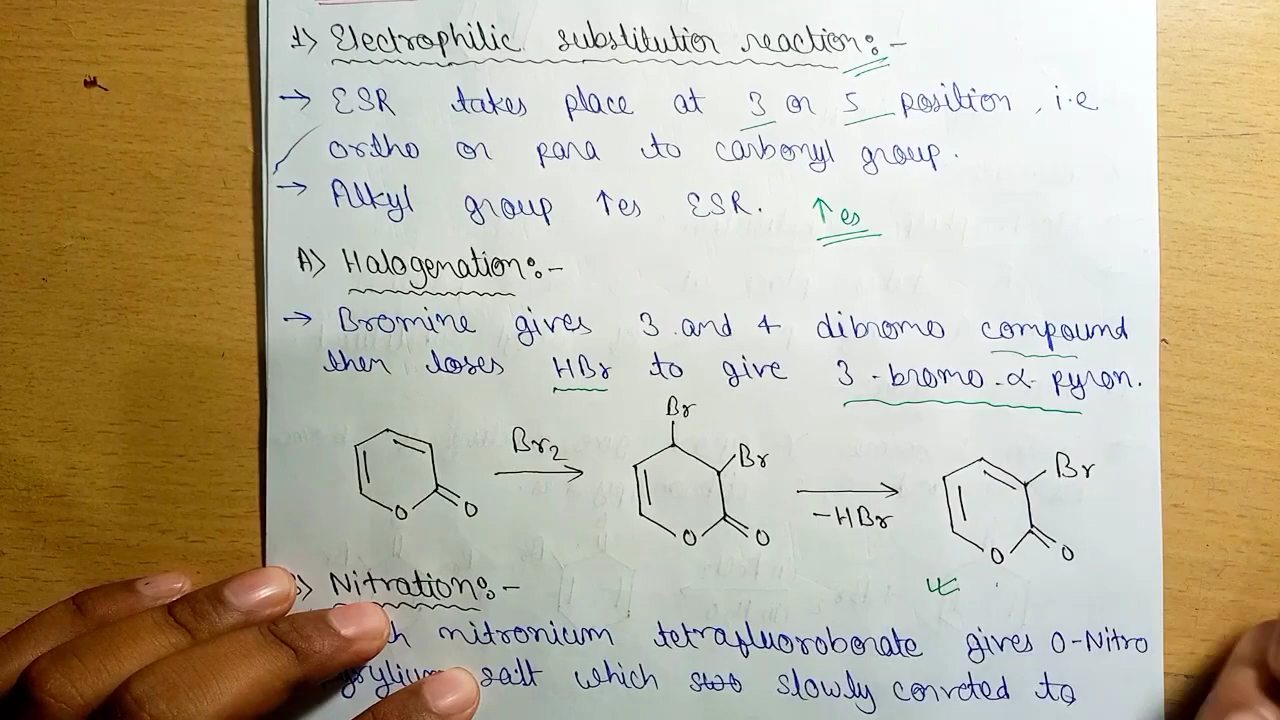 1) Electrophilic substitution reaction:-
→ ESR takes place at 3 or 5 position, i.e
ortho or para to carbonyl group.
→ Alkyl group ↑es ESR. ↑es
A) Halogenation:-
→ Bromine gives 3 and 4 dibromo compound
then loses HBr to give 3-bromo-α-pyron.
Br₂
O
O
Br
Br
O
O
-HBr
Br
O
O
) Nitration:-
nitronium tetrafluoroborate gives O-Nitro
salt which slowly conveted to